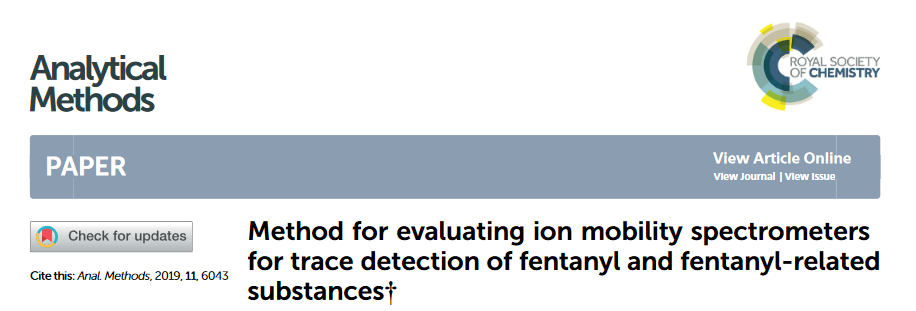 Analytical
Methods
ROYAL SOCIETY
OF CHEMISTRY
PAPER
View Article Online
View Journal | View Issue
Check for updates
Cite this: Anal. Methods, 2019, 11, 6043
Method for evaluating ion mobility spectrometers
for trace detection of fentanyl and fentanyl-related
substances†